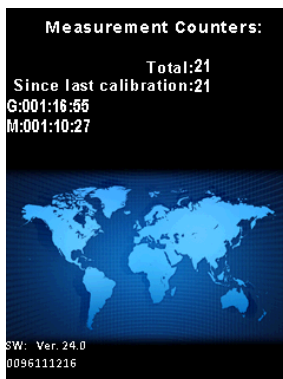 Measurement Counters:
Total:21
Since last calibration:21
G:001:16:55
M:001:10:27
SW: Ver. 24.0
0096111216